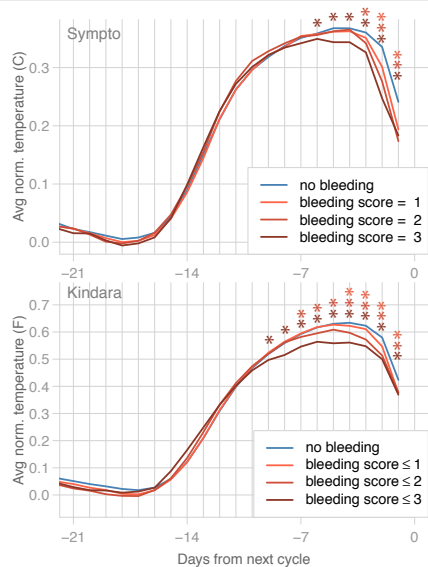 Sympto
* * * * * *
* *
*
Avg norm. temperature (C)
0.3
0.2
0.1
0.0
no bleeding
bleeding score = 1
bleeding score = 2
bleeding score = 3
−21
−14
−7
0
Kindara
Avg norm. temperature (F)
0.7
0.6
0.5
0.4
0.3
0.2
0.1
0.0
no bleeding
bleeding score ≤ 1
bleeding score ≤ 2
bleeding score ≤ 3
−21
−14
−7
0
Days from next cycle